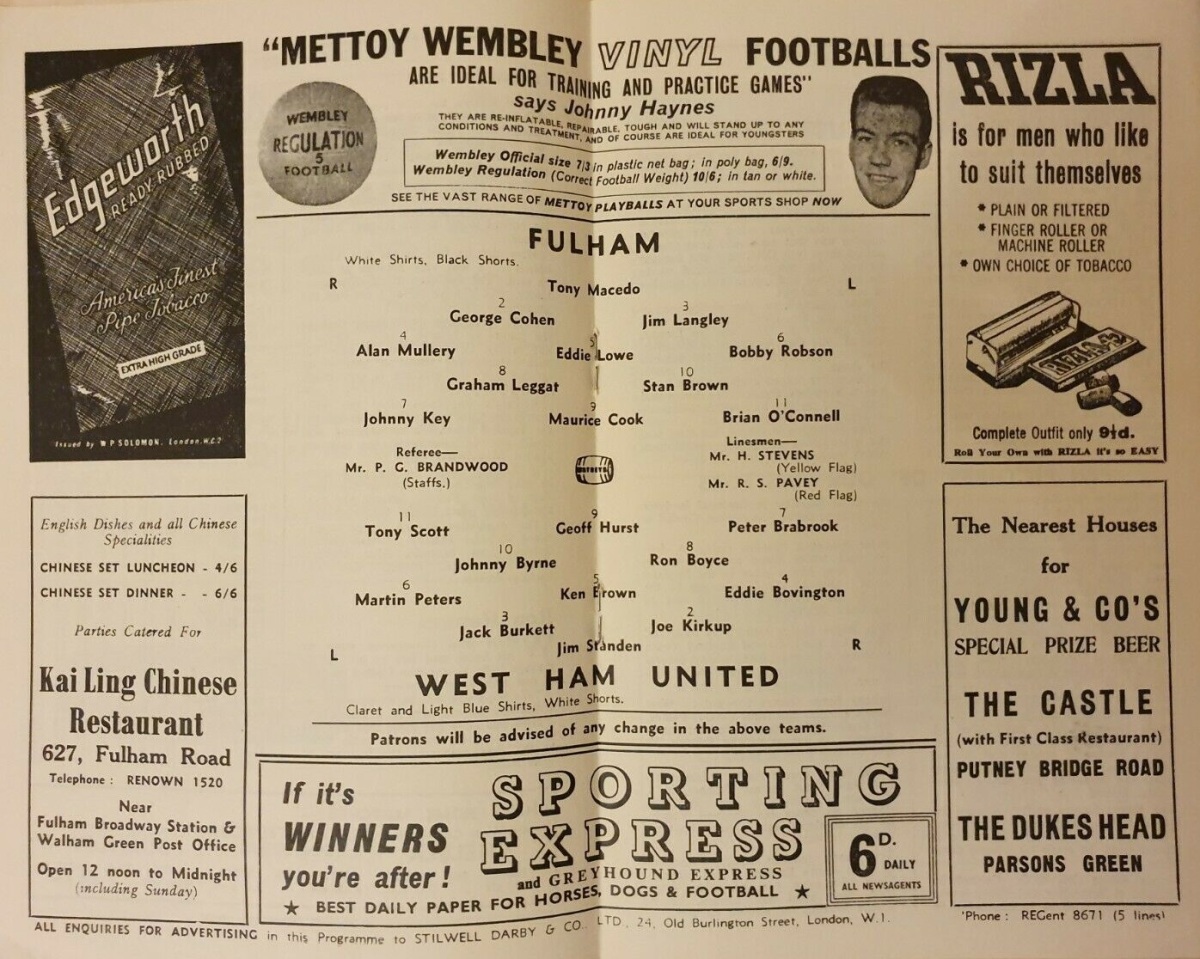 Edgeworth
READY-RUBBED
America's Finest
Pipe Tobacco
EXTRA HIGH GRADE
Issued by W P SOLOMON. London. W.C.2
"METTOY WEMBLEY VINYL FOOTBALLS
ARE IDEAL FOR TRAINING AND PRACTICE GAMES"
says Johnny Haynes
THEY ARE RE-INFLATABLE, REPAIRABLE, TOUGH AND WILL STAND UP TO ANY
CONDITIONS AND TREATMENT, AND OF COURSE ARE IDEAL FOR YOUNGSTERS
WEMBLEY
REGULATION
5
FOOTBALL
Wembley Official size 7/3 in plastic net bag; in poly bag, 6/9.
Wembley Regulation (Correct Football Weight) 10/6; in tan or white.
SEE THE VAST RANGE OF METTOY PLAYBALLS AT YOUR SPORTS SHOP NOW
RIZLA
is for men who like
to suit themselves
* PLAIN OR FILTERED
* FINGER ROLLER OR
MACHINE ROLLER
* OWN CHOICE OF TOBACCO
RIZLA
Complete Outfit only 9½d.
Roll Your Own with RIZLA it's so EASY
FULHAM
White Shirts, Black Shorts.
R
Tony Macedo
L
2 3
George Cohen Jim Langley
4 5 6
Alan Mullery Eddie Lowe Bobby Robson
8 10
Graham Leggat Stan Brown
7 9 11
Johnny Key Maurice Cook Brian O'Connell
Referee—
Mr. P. G. BRANDWOOD
(Staffs.)
Linesmen—
Mr. H. STEVENS
(Yellow Flag)
Mr. R. S. PAVEY
(Red Flag)
11 9 7
Tony Scott Geoff Hurst Peter Brabrook
10 8
Johnny Byrne Ron Boyce
6 5 4
Martin Peters Ken Brown Eddie Bovington
3 2
Jack Burkett Joe Kirkup
L
Jim Standen
R
WEST HAM UNITED
Claret and Light Blue Shirts, White Shorts.
Patrons will be advised of any change in the above teams.
English Dishes and all Chinese
Specialities
CHINESE SET LUNCHEON - 4/6
CHINESE SET DINNER - - 6/6
Parties Catered For
Kai Ling Chinese
Restaurant
627, Fulham Road
Telephone : RENOWN 1520
Near
Fulham Broadway Station &
Walham Green Post Office
Open 12 noon to Midnight
(including Sunday)
If it's
WINNERS
you're after!
SPORTING
EXPRESS
and GREYHOUND EXPRESS
★ BEST DAILY PAPER FOR HORSES, DOGS & FOOTBALL ★
6D.
DAILY
ALL NEWSAGENTS
The Nearest Houses
for
YOUNG & CO'S
SPECIAL PRIZE BEER
THE CASTLE
(with First Class Restaurant)
PUTNEY BRIDGE ROAD
THE DUKES HEAD
PARSONS GREEN
ALL ENQUIRIES FOR ADVERTISING in this Programme to STILWELL DARBY & CO., LTD., 24, Old Burlington Street, London, W.1.
'Phone : REGent 8671 (5 lines)